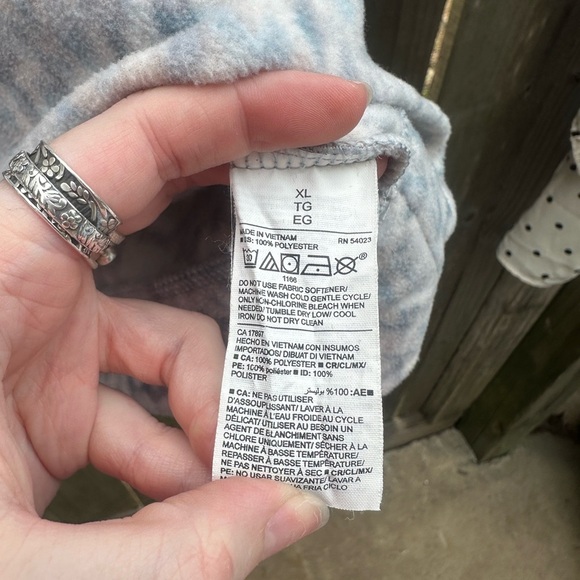 XL
TG
EG
MADE IN VIETNAM
■ US: 100% POLYESTER RN 54023
®
1166
DO NOT USE FABRIC SOFTENER/
MACHINE WASH COLD GENTLE CYCLE/
ONLY NON-CHLORINE BLEACH WHEN
NEEDED/ TUMBLE DRY LOW/ COOL
IRON/ DO NOT DRY CLEAN
CA 17897
HECHO EN VIETNAM CON INSUMOS
IMPORTADOS/ DIBUAT DI VIETNAM
■ CA: 100% POLYESTER ■ CR/CL/MX/
PE: 100% poliéster ■ ID: 100%
POLISTER
■ AE: 100% بوليستر
■ CA: NE PAS UTILISER
D'ASSOUPLISSANT/ LAVER À LA
MACHINE À L'EAU FROIDE AU CYCLE
DÉLICAT/ UTILISER AU BESOIN UN
AGENT DE BLANCHIMENT SANS
CHLORE UNIQUEMENT/ SÉCHER À LA
MACHINE À BASSE TEMPÉRATURE/
REPASSER À BASSE TEMPÉRATURE/
NE PAS NETTOYER À SEC ■ CR/CL/MX/
PE: NO USAR SUAVIZANTE/ LAVAR A
FRIA CICLO